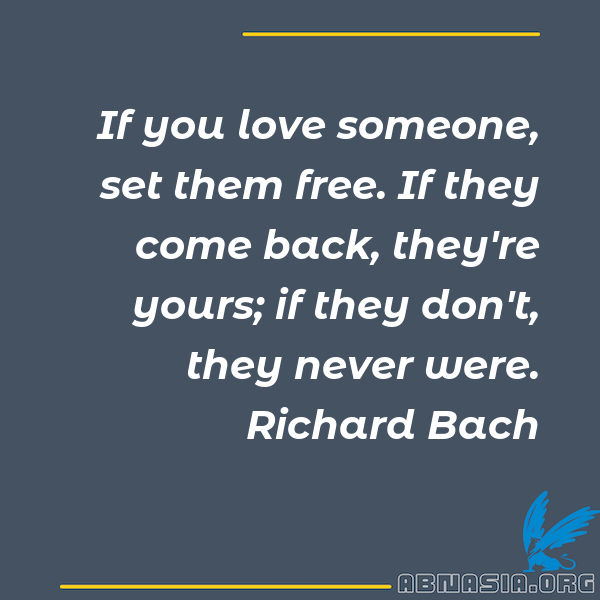 If you love someone,
set them free. If they
come back, they're
yours; if they don't,
they never were.
Richard Bach
ABNASIA.ORG